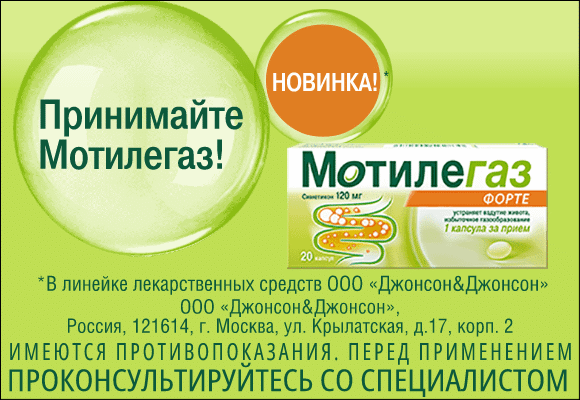 НОВИНКА!*
Принимайте
Мотилегаз!
Мотилегаз
ФОРТЕ
Симетикон 120 мг
устраняет вздутие живота,
избыточное газообразование
1 капсула за прием
20 капсул
*В линейке лекарственных средств ООО «Джонсон&Джонсон»
ООО «Джонсон&Джонсон»,
Россия, 121614, г. Москва, ул. Крылатская, д.17, корп. 2
ИМЕЮТСЯ ПРОТИВОПОКАЗАНИЯ. ПЕРЕД ПРИМЕНЕНИЕМ
ПРОКОНСУЛЬТИРУЙТЕСЬ СО СПЕЦИАЛИСТОМ